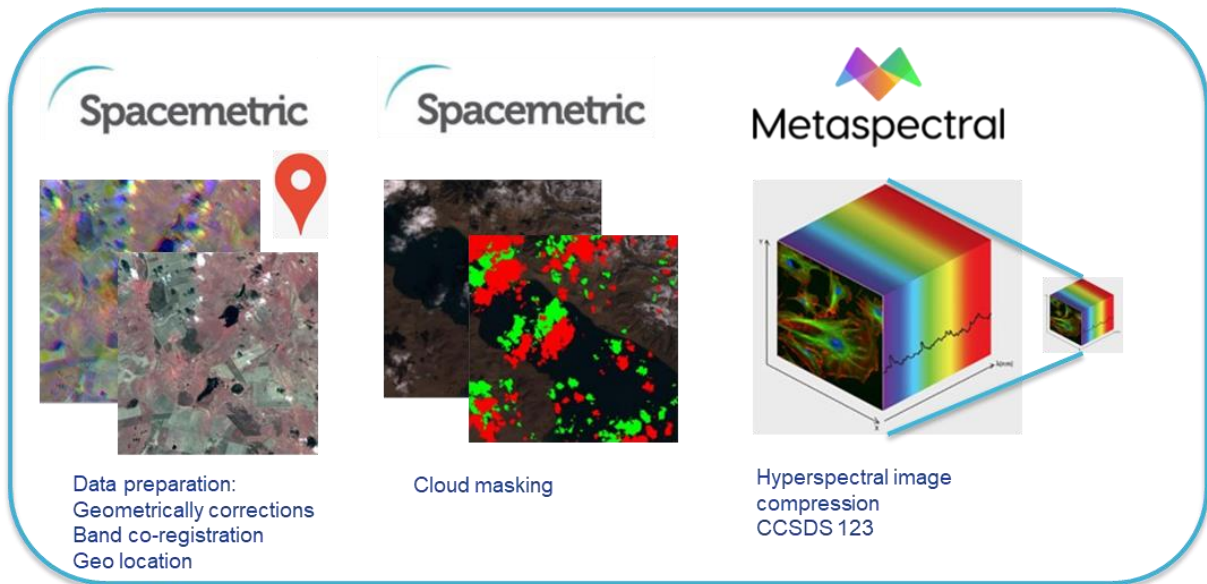 Spacemetric
Spacemetric
Metaspectral
Y
X
λ(nm)
Data preparation:
Geometrically corrections
Band co-registration
Geo location
Cloud masking
Hyperspectral image
compression
CCSDS 123